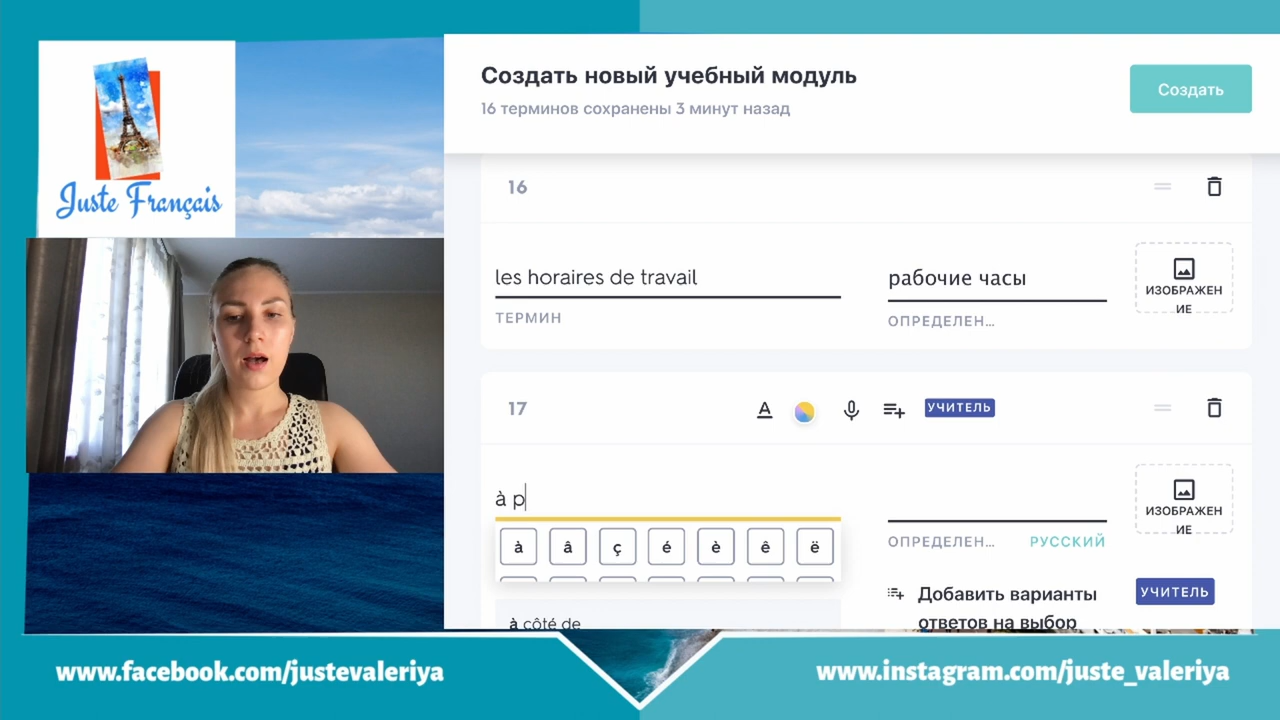 Juste Français
Создать новый учебный модуль
16 терминов сохранены 3 минут назад
Создать
16
les horaires de travail
рабочие часы
ТЕРМИН
ОПРЕДЕЛЕН...
ИЗОБРАЖЕН
ИЕ
17
A
УЧИТЕЛЬ
à p
à â ç é è ê ë
ОПРЕДЕЛЕН...
РУССКИЙ
ИЗОБРАЖЕН
ИЕ
à côté de
Добавить варианты
ответов на выбор
УЧИТЕЛЬ
www.facebook.com/justevaleriya
www.instagram.com/juste_valeriya